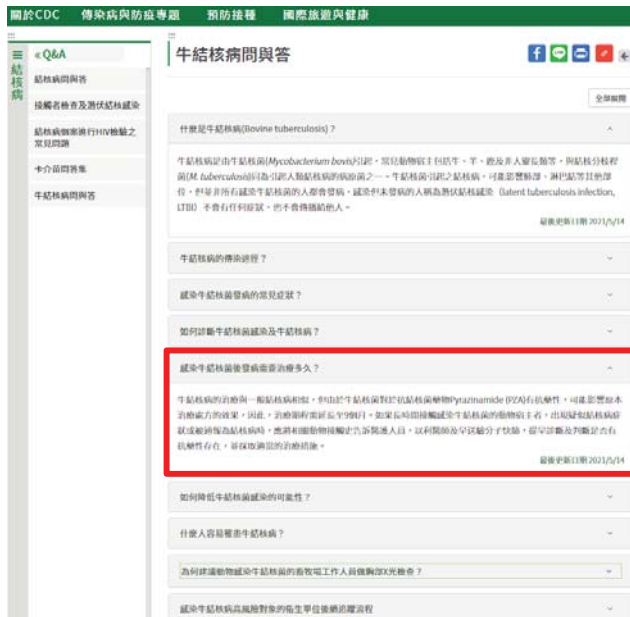 關於CDC 傳染病與防疫專題 預防接種 國際旅遊與健康
結核病
«Q&A
結核病問與答
接觸者檢查及潛伏結核感染
結核病個案進行HIV檢驗之
常見問題
卡介苗問答集
牛結核病問與答
牛結核病問與答
全部展開
什麼是牛結核病(Bovine tuberculosis)?
牛結核病是由牛結核菌(Mycobacterium bovis)引起,常見動物宿主包括牛、羊、鹿及非人靈長類等,與結核分枝桿
菌(M. tuberculosis)同為引起人類結核病的病原菌之一。牛結核菌引起之結核病,可能影響肺部、淋巴結等其他部
位,但並非所有感染牛結核菌的人都會發病,感染但未發病的人稱為潛伏結核感染(latent tuberculosis infection,
LTBI)不會有任何症狀,也不會傳播給他人。
最後更新日期 2021/5/14
牛結核病的傳染途徑?
感染牛結核菌發病的常見症狀?
如何診斷牛結核菌感染及牛結核病?
感染牛結核菌後發病需要治療多久?
牛結核病的治療與一般結核病相似,但由於牛結核菌對於抗結核菌藥物Pyrazinamide (PZA)有抗藥性,可能影響原本
治療處方的效果,因此,治療期程需延長至9個月。如果長時間接觸感染牛結核菌的動物宿主者,出現疑似結核病症
狀或被通報為結核病時,應將相關動物接觸史告訴醫護人員,以利醫師及早送驗分子快篩,提早診斷及判斷是否有
抗藥性存在,並採取適當的治療措施。
最後更新日期 2021/5/14
如何降低牛結核菌感染的可能性?
什麼人容易罹患牛結核病?
為何建議動物感染牛結核菌的畜牧場工作人員做胸部X光檢查?
感染牛結核病高風險對象的衛生單位後續追蹤流程